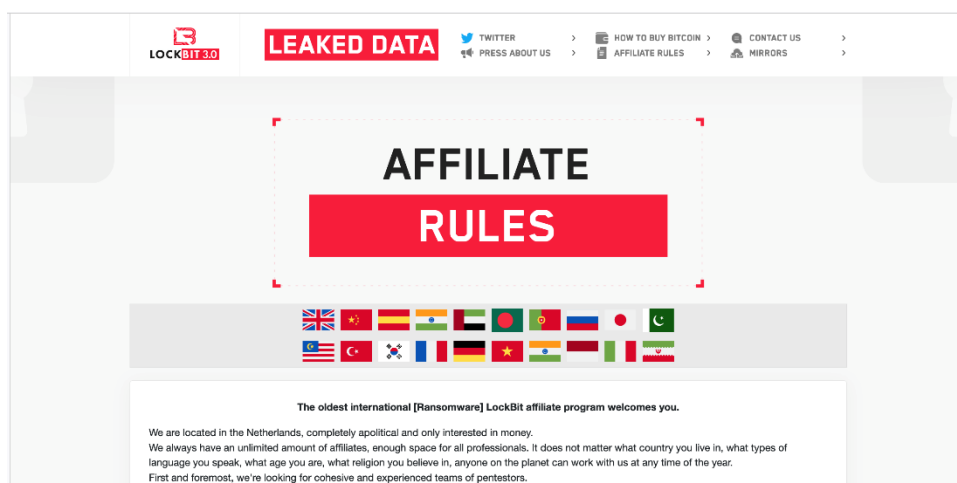 LOCKBIT 3.0
LEAKED DATA
TWITTER >
PRESS ABOUT US >
HOW TO BUY BITCOIN >
AFFILIATE RULES >
CONTACT US >
MIRRORS >
AFFILIATE
RULES
The oldest international [Ransomware] LockBit affiliate program welcomes you.
We are located in the Netherlands, completely apolitical and only interested in money.
We always have an unlimited amount of affiliates, enough space for all professionals. It does not matter what country you live in, what types of
language you speak, what age you are, what religion you believe in, anyone on the planet can work with us at any time of the year.
First and foremost, we're looking for cohesive and experienced teams of pentestors.